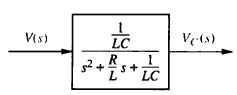 V(s)
1
LC
s² + R/L s + 1/LC
V_C(s)